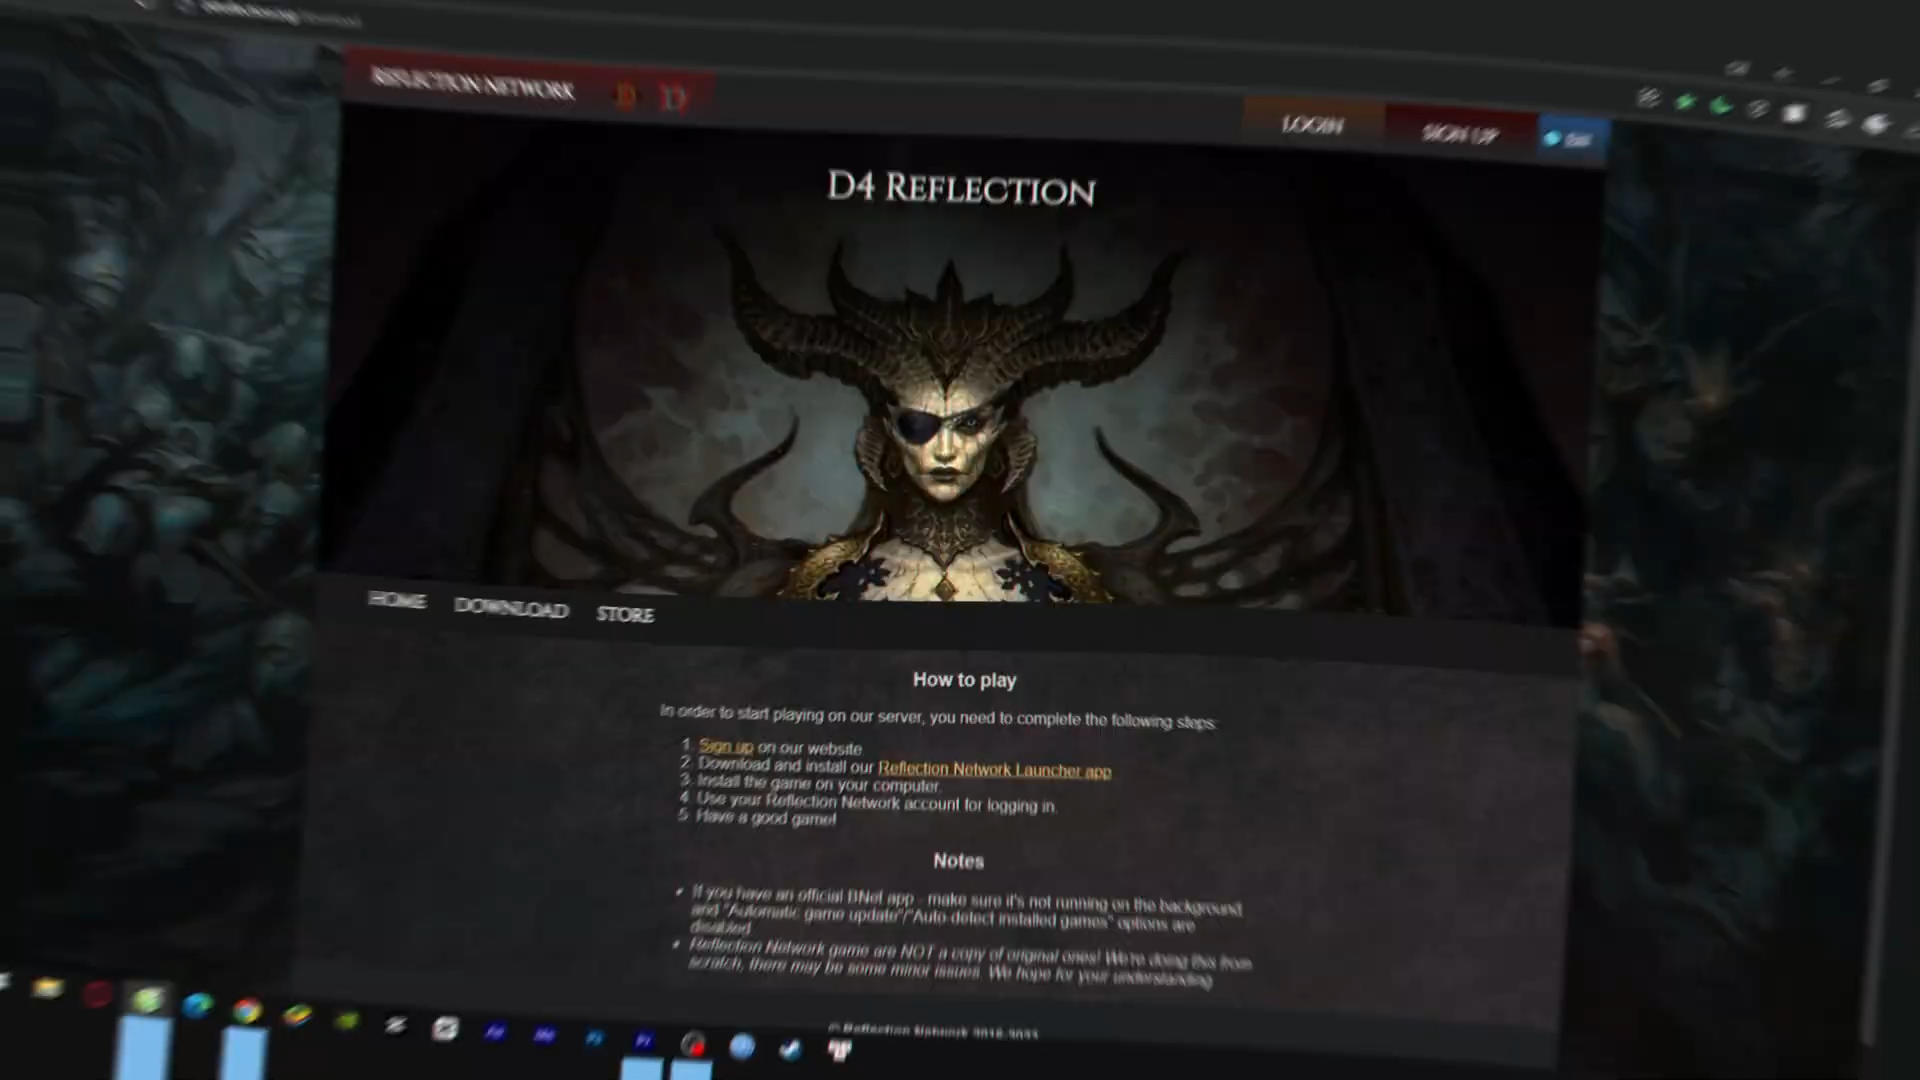 REFLECTION NETWORK
LOGIN
SIGN UP
D4 REFLECTION
HOME DOWNLOAD STORE
How to play
In order to start playing on our server, you need to complete the following steps:
1. Sign up on our website
2. Download and install our Reflection Network Launcher app
3. Install the game on your computer.
4. Use your Reflection Network account for logging in.
5. Have a good game!
Notes
• If you have an official BNet app - make sure it's not running on the background
and "Automatic game update"/"Auto detect installed games" options are
disabled
• Reflection Network game are NOT a copy of original ones! We're doing this from
scratch, there may be some minor issues. We hope for your understanding
© Reflection Network